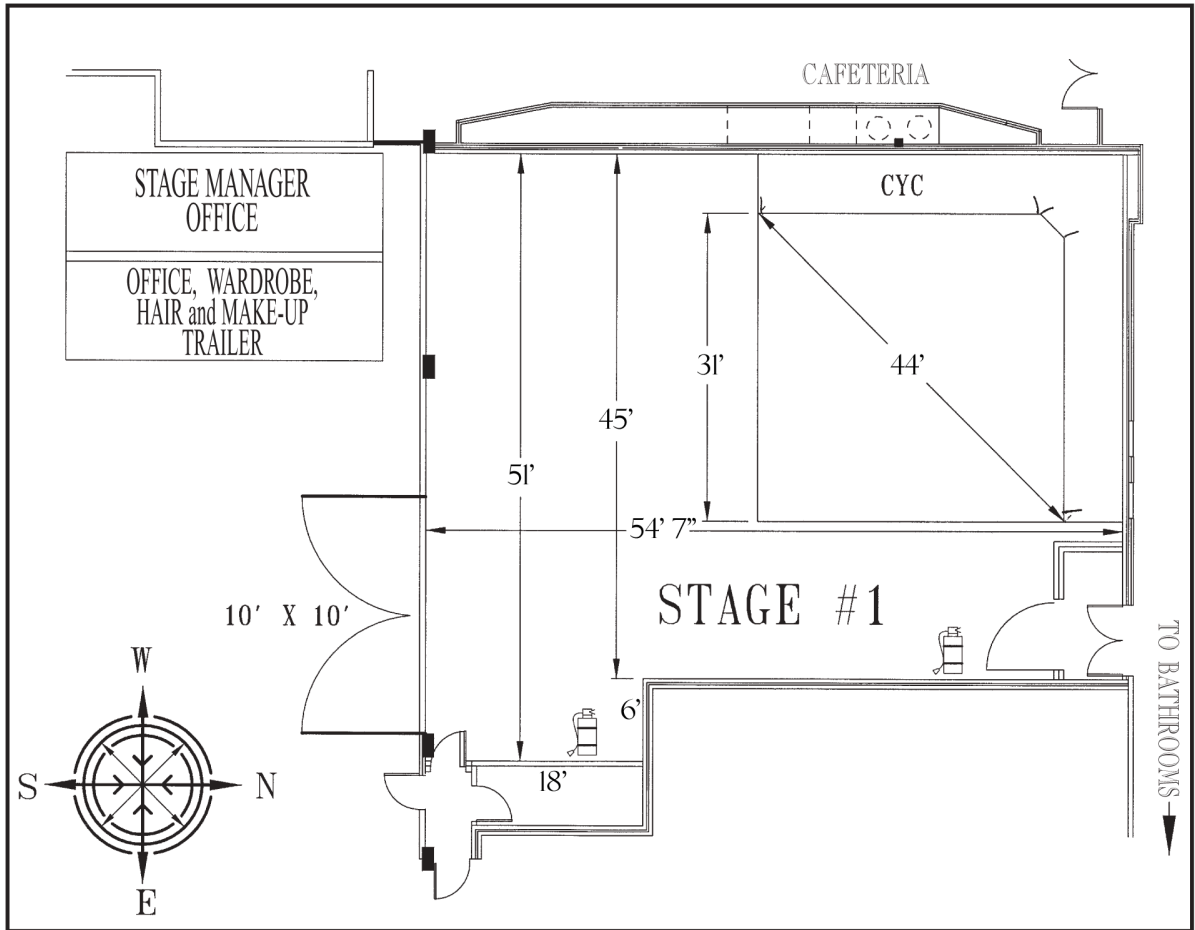 CAFETERIA
STAGE MANAGER
OFFICE
CYC
OFFICE, WARDROBE,
HAIR and MAKE-UP
TRAILER
31'
44'
45'
51'
54' 7"
10' X 10'
STAGE #1
TO BATHROOMS
6'
18'
W
S
N
E